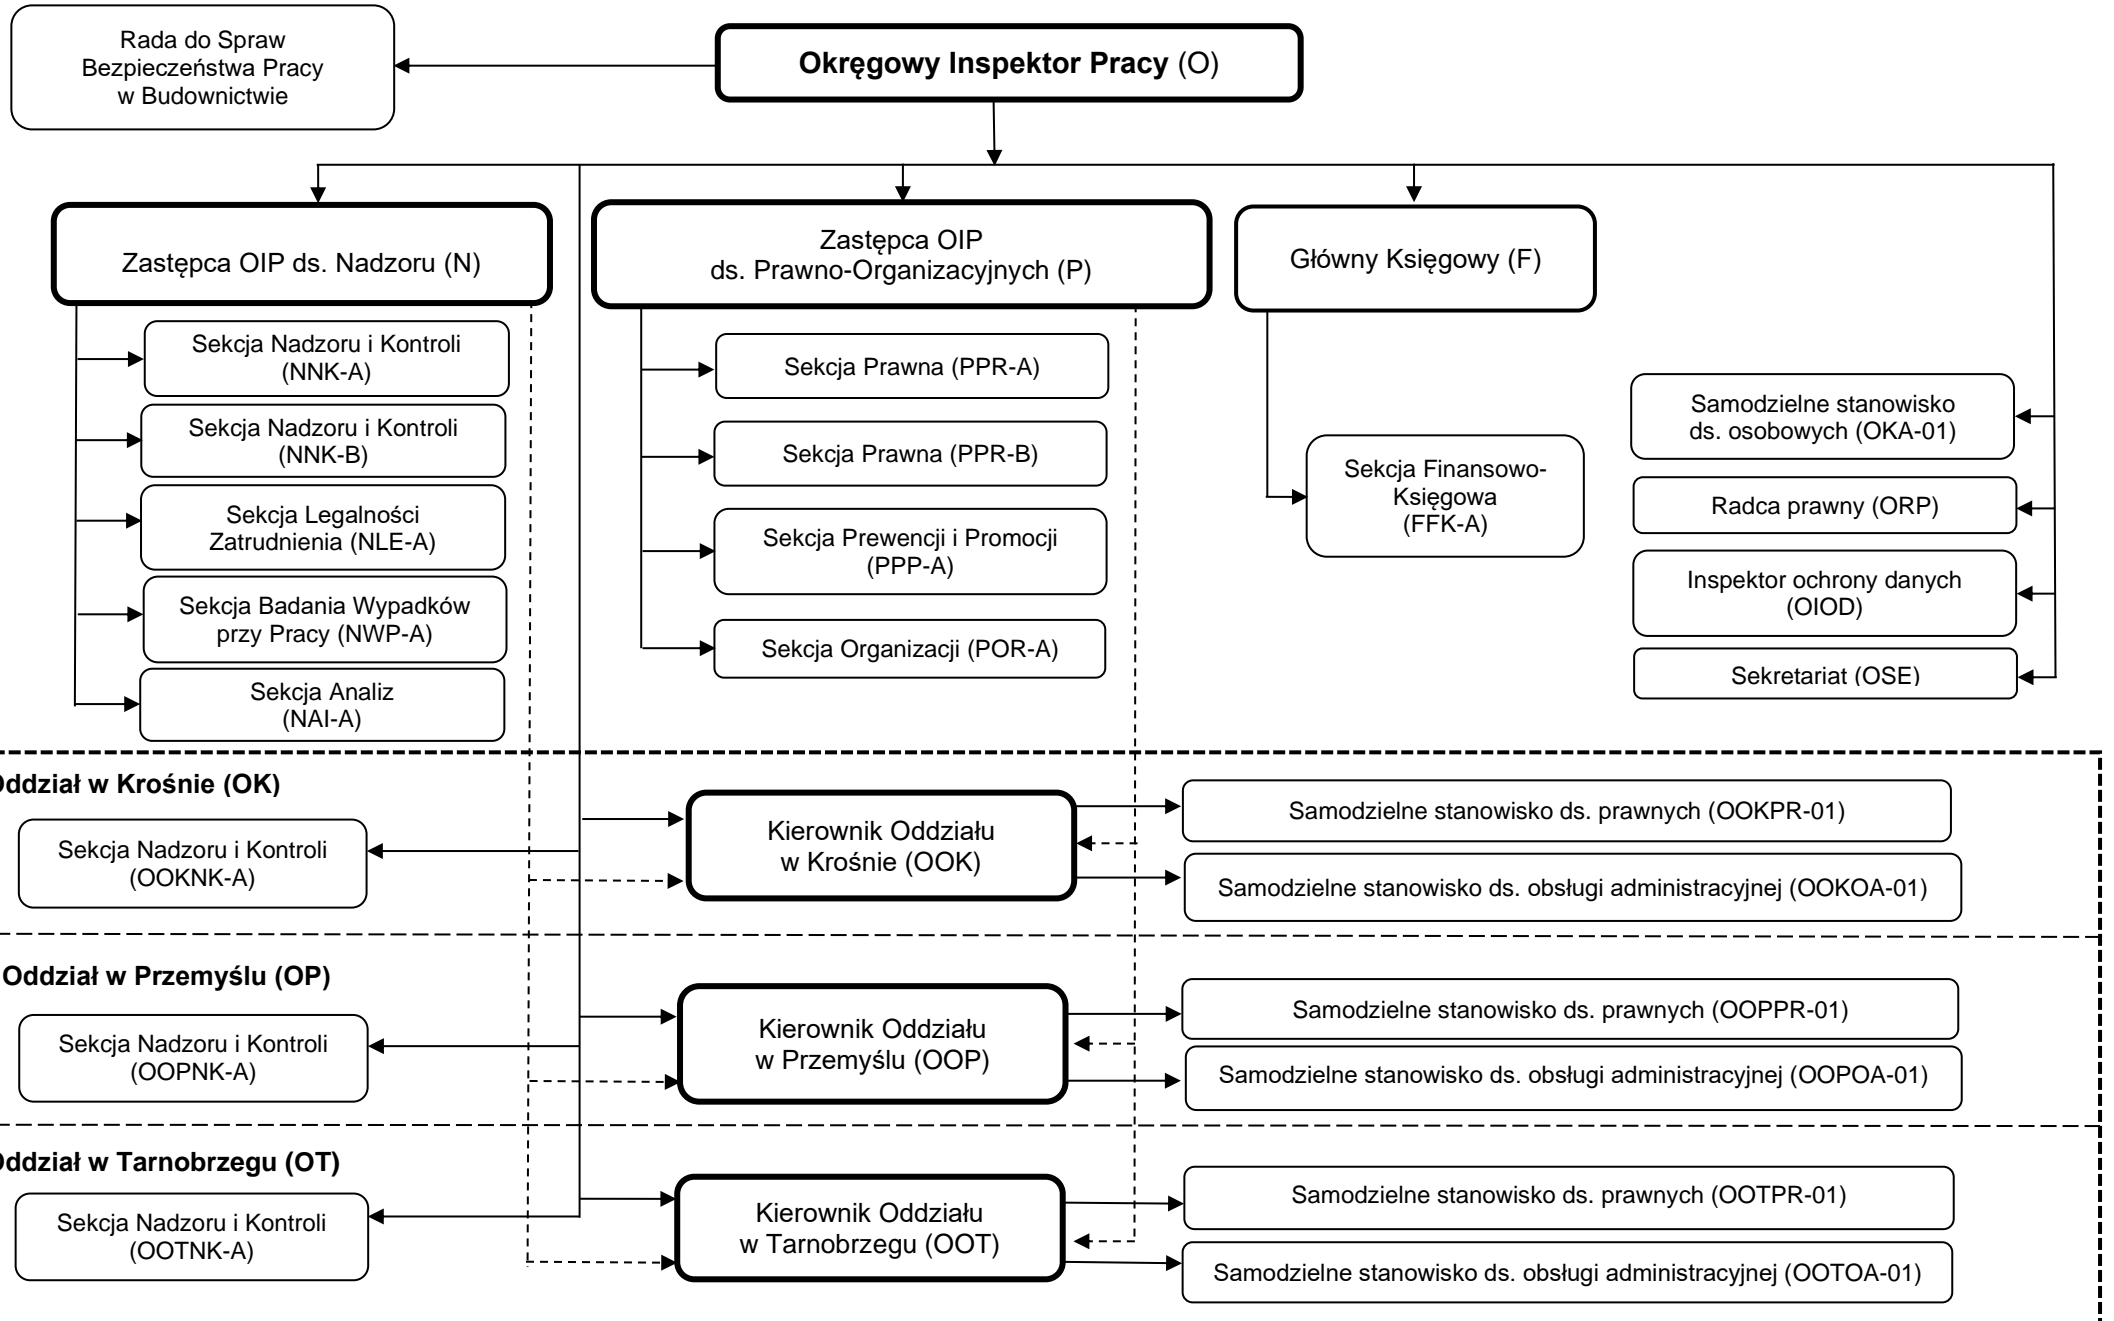 Rada do Spraw
Bezpieczeństwa Pracy
w Budownictwie
Okręgowy Inspektor Pracy (O)
Zastępca OIP ds. Nadzoru (N)
Zastępca OIP
ds. Prawno-Organizacyjnych (P)
Główny Księgowy (F)
Sekcja Nadzoru i Kontroli
(NNK-A)
Sekcja Nadzoru i Kontroli
(NNK-B)
Sekcja Legalności
Zatrudnienia (NLE-A)
Sekcja Badania Wypadków
przy Pracy (NWP-A)
Sekcja Analiz
(NAI-A)
Sekcja Prawna (PPR-A)
Sekcja Prawna (PPR-B)
Sekcja Prewencji i Promocji
(PPP-A)
Sekcja Organizacji (POR-A)
Sekcja Finansowo-
Księgowa
(FFK-A)
Samodzielne stanowisko
ds. osobowych (OKA-01)
Radca prawny (ORP)
Inspektor ochrony danych
(OIOD)
Sekretariat (OSE)
Oddział w Krośnie (OK)
Sekcja Nadzoru i Kontroli
(OOKNK-A)
Kierownik Oddziału
w Krośnie (OOK)
Samodzielne stanowisko ds. prawnych (OOKPR-01)
Samodzielne stanowisko ds. obsługi administracyjnej (OOKOA-01)
Oddział w Przemyślu (OP)
Sekcja Nadzoru i Kontroli
(OOPNK-A)
Kierownik Oddziału
w Przemyślu (OOP)
Samodzielne stanowisko ds. prawnych (OOPPR-01)
Samodzielne stanowisko ds. obsługi administracyjnej (OOPOA-01)
Oddział w Tarnobrzegu (OT)
Sekcja Nadzoru i Kontroli
(OOTNK-A)
Kierownik Oddziału
w Tarnobrzegu (OOT)
Samodzielne stanowisko ds. prawnych (OOTPR-01)
Samodzielne stanowisko ds. obsługi administracyjnej (OOTOA-01)